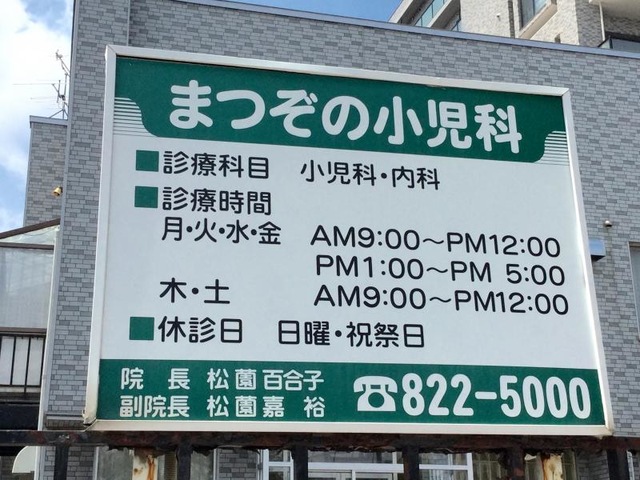 まつぞの小児科
■診療科目 小児科・内科
■診療時間
月・火・水・金 AM9:00〜PM12:00
PM1:00〜PM 5:00
木・土 AM9:00〜PM12:00
■休診日 日曜・祝祭日
院長 松薗百合子
副院長 松薗嘉裕
☎822-5000